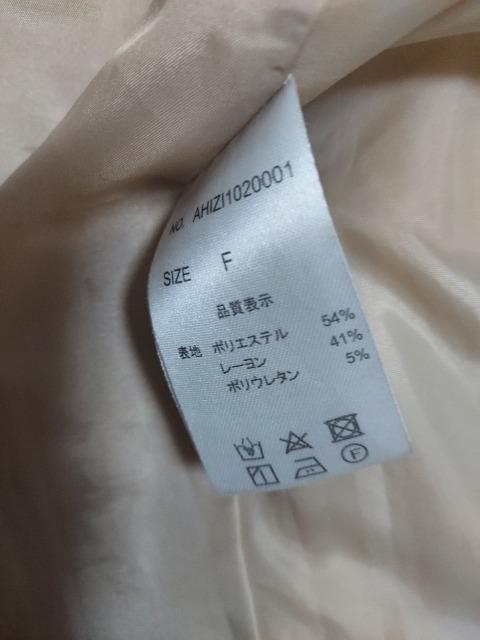 NO. AHIZI1020001
SIZE F
品質表示
表地 ポリエステル 54%
レーヨン 41%
ポリウレタン 5%
F